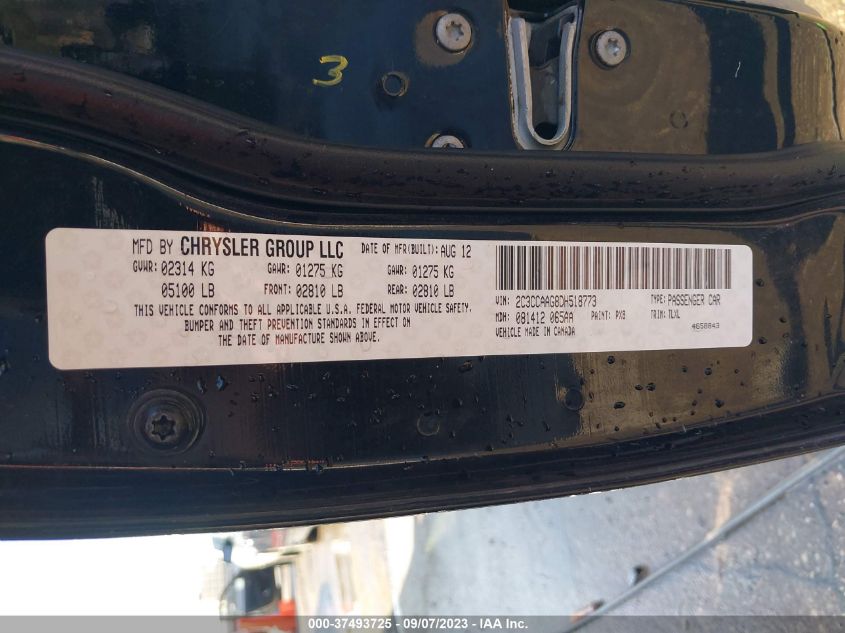 3
MFD BY CHRYSLER GROUP LLC DATE OF MFR(BUILT): AUG 12
GVWR: 02314 KG GAWR: 01275 KG GAWR: 01275 KG
05100 LB FRONT: 02810 LB REAR: 02810 LB
THIS VEHICLE CONFORMS TO ALL APPLICABLE U.S.A. FEDERAL MOTOR VEHICLE SAFETY,
BUMPER AND THEFT PREVENTION STANDARDS IN EFFECT ON
THE DATE OF MANUFACTURE SHOWN ABOVE.
VIN: 2C3CCAAG8DH518773 TYPE: PASSENGER CAR
MDH: 081412 065AA PAINT: PX8 TRIM: TLXL
VEHICLE MADE IN CANADA 4658843
000-37493725 - 09/07/2023 - IAA Inc.